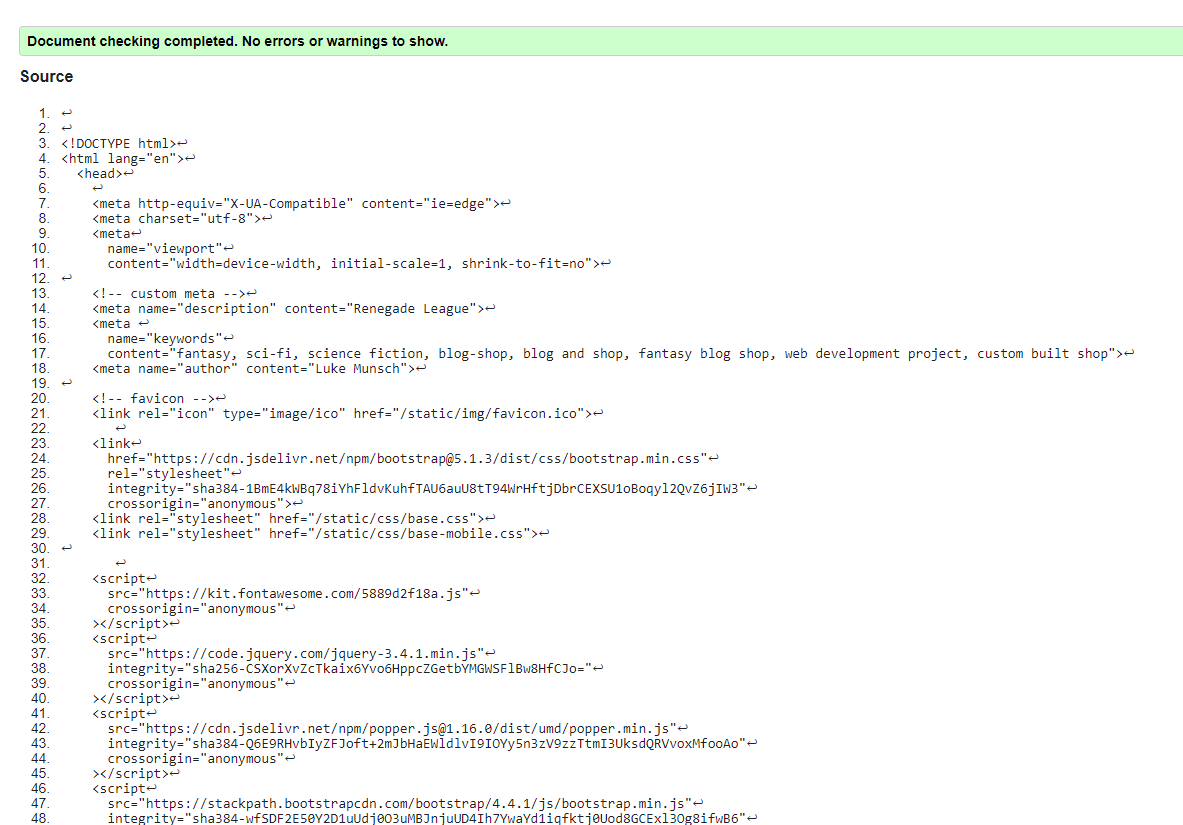 Document checking completed. No errors or warnings to show.
Source
1. ↩
2. ↩
3. <!DOCTYPE html>↩
4. <html lang="en">↩
5. <head>↩
6. ↩
7. <meta http-equiv="X-UA-Compatible" content="ie=edge">↩
8. <meta charset="utf-8">↩
9. <meta↩
10. name="viewport"↩
11. content="width=device-width, initial-scale=1, shrink-to-fit=no">↩
12. ↩
13. <!-- custom meta -->↩
14. <meta name="description" content="Renegade League">↩
15. <meta ↩
16. name="keywords"↩
17. content="fantasy, sci-fi, science fiction, blog-shop, blog and shop, fantasy blog shop, web development project, custom built shop">↩
18. <meta name="author" content="Luke Munsch">↩
19. ↩
20. <!-- favicon -->↩
21. <link rel="icon" type="image/ico" href="/static/img/favicon.ico">↩
22. ↩
23. <link↩
24. href="https://cdn.jsdelivr.net/npm/bootstrap@5.1.3/dist/css/bootstrap.min.css"↩
25. rel="stylesheet"↩
26. integrity="sha384-1BmE4kWBq78iYhFldvKuhfTAU6auU8tT94WrHftjDbrCEXSU1oBoqyl2QvZ6jIW3"↩
27. crossorigin="anonymous">↩
28. <link rel="stylesheet" href="/static/css/base.css">↩
29. <link rel="stylesheet" href="/static/css/base-mobile.css">↩
30. ↩
31. ↩
32. <script↩
33. src="https://kit.fontawesome.com/5889d2f18a.js"↩
34. crossorigin="anonymous"↩
35. ></script>↩
36. <script↩
37. src="https://code.jquery.com/jquery-3.4.1.min.js"↩
38. integrity="sha256-CSXorXvZcTkaix6Yvo6HppcZGetbYMGWSFlBw8HfCJo="↩
39. crossorigin="anonymous"↩
40. ></script>↩
41. <script↩
42. src="https://cdn.jsdelivr.net/npm/popper.js@1.16.0/dist/umd/popper.min.js"↩
43. integrity="sha384-Q6E9RHvbIyZFJoft+2mJbHaEWldlvI9IOYy5n3zV9zzTtmI3UksdQRVvoxMfooAo"↩
44. crossorigin="anonymous"↩
45. ></script>↩
46. <script↩
47. src="https://stackpath.bootstrapcdn.com/bootstrap/4.4.1/js/bootstrap.min.js"↩
48. integrity="sha384-wfSDF2E50Y2D1uUdj0O3uMBJnjuUD4Ih7YwaYd1iqfktj0Uod8GCExl3Og8ifwB6"↩